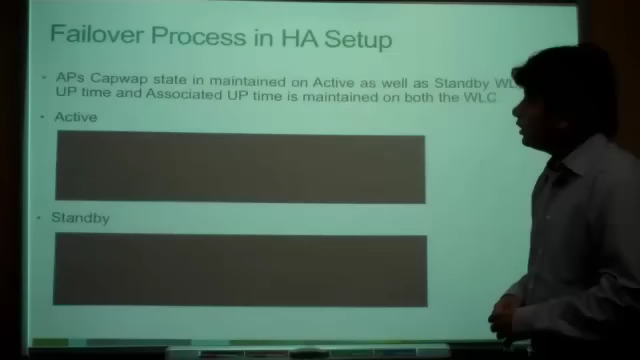 Failover Process in HA Setup
• APs Capwap state in maintained on Active as well as Standby
UP time and Associated UP time is maintained on both the WLC
• Active
• Standby